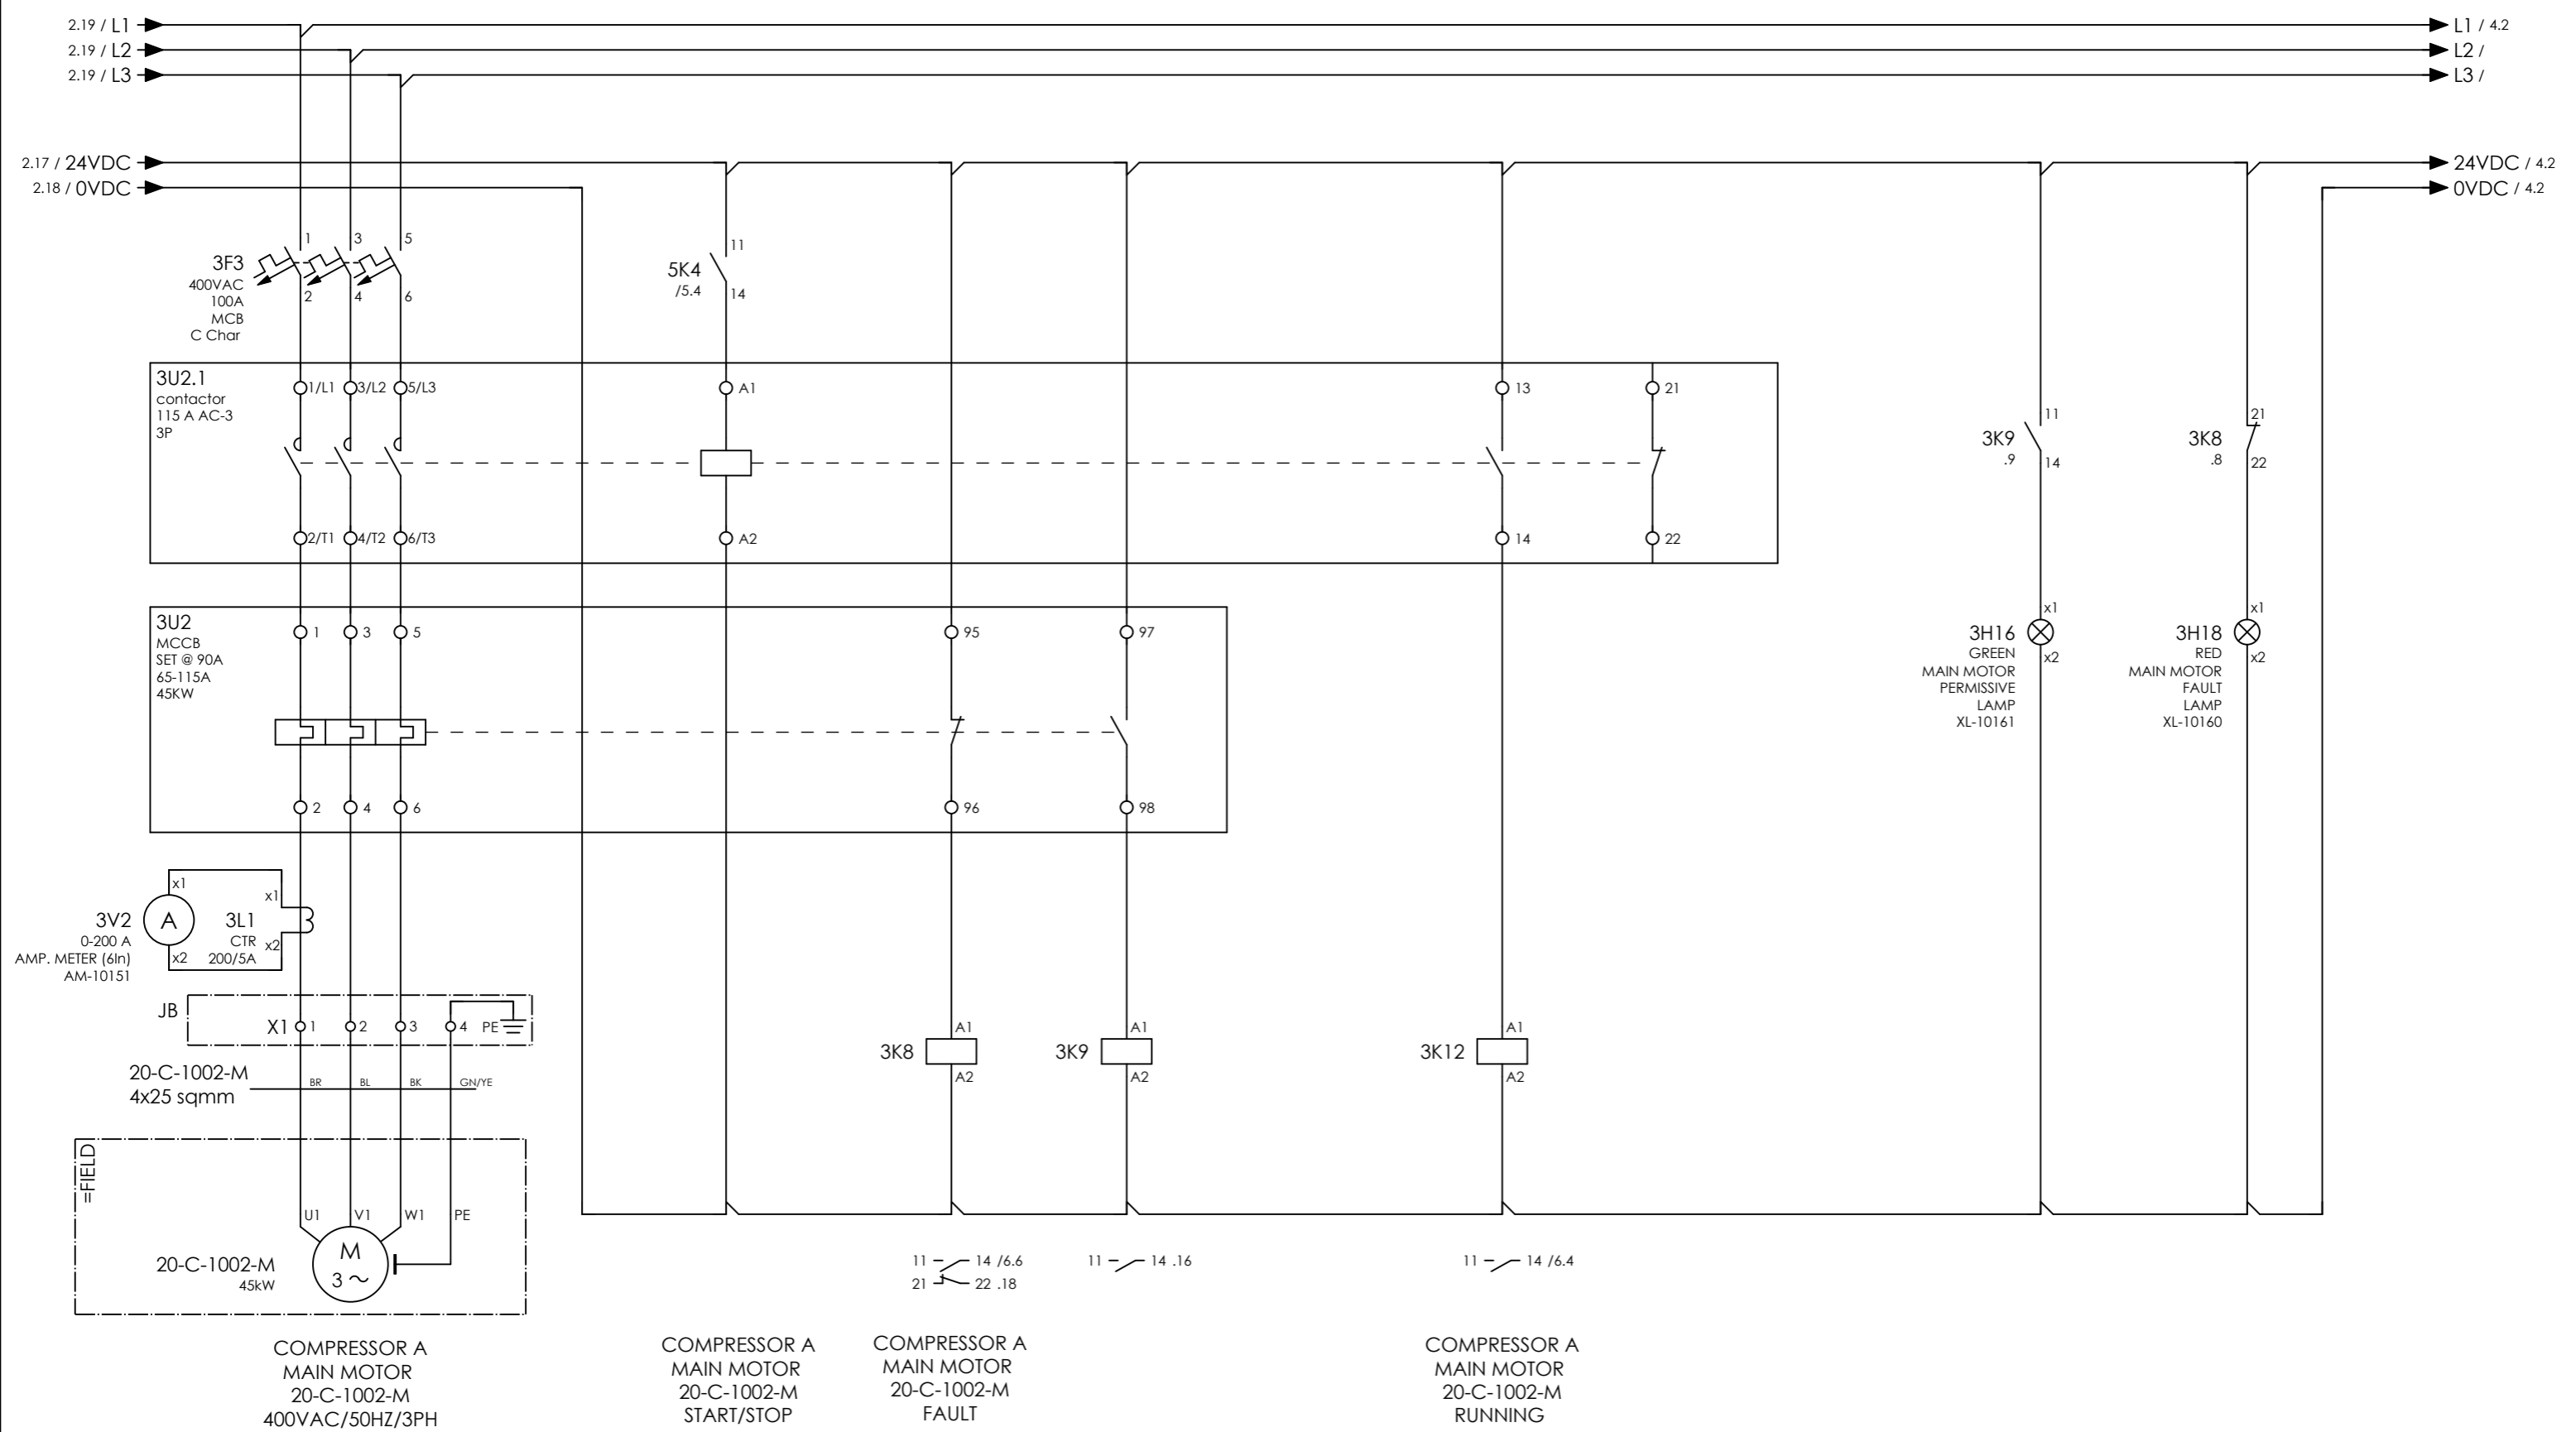 2.19 / L1
L1 / 4.2
2.19 / L2
L2 /
2.19 / L3
L3 /
2.17 / 24VDC
24VDC / 4.2
2.18 / 0VDC
0VDC / 4.2
3F3
400VAC
100A
MCB
C Char
1
3
5
2
4
6
5K4
/5.4
11
14
3U2.1
contactor
115 A AC-3
3P
1/L1
3/L2
5/L3
A1
13
21
2/T1
4/T2
6/T3
A2
14
22
3K9
.9
11
14
3K8
.8
21
22
3U2
MCCB
SET @ 90A
65-115A
45KW
1
3
5
95
97
2
4
6
96
98
x1
3H16
GREEN
x2
MAIN MOTOR
PERMISSIVE
LAMP
XL-10161
x1
3H18
RED
x2
MAIN MOTOR
FAULT
LAMP
XL-10160
3V2
0-200 A
AMP. METER (6In)
AM-10151
x1
A
x2
x1
3L1
CTR
x2
200/5A
JB
X1
1
2
3
4
PE
20-C-1002-M
4x25 sqmm
BR
BL
BK
GN/YE
3K8
A1
A2
3K9
A1
A2
3K12
A1
A2
=FIELD
U1
V1
W1
PE
M
3 ~
20-C-1002-M
45kW
11
14 /6.6
21
22 .18
11
14 .16
11
14 /6.4
COMPRESSOR A
MAIN MOTOR
20-C-1002-M
400VAC/50HZ/3PH
COMPRESSOR A
MAIN MOTOR
20-C-1002-M
START/STOP
COMPRESSOR A
MAIN MOTOR
20-C-1002-M
FAULT
COMPRESSOR A
MAIN MOTOR
20-C-1002-M
RUNNING